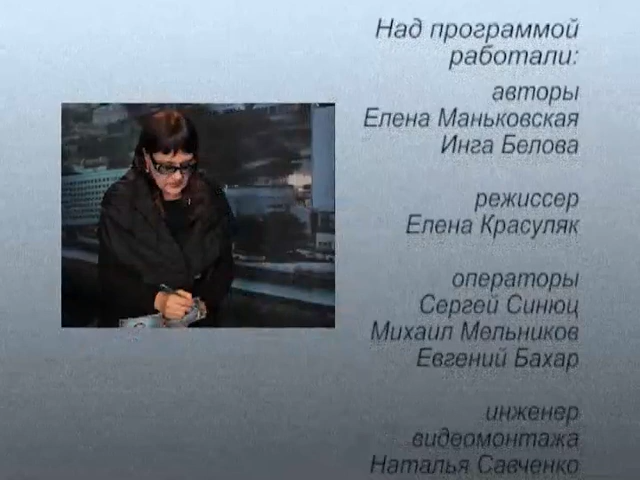 Над программой
работали:
авторы
Елена Маньковская
Инга Белова
режиссер
Елена Красуляк
операторы
Сергей Синюц
Михаил Мельников
Евгений Бахар
инженер
видеомонтажа
Наталья Савченко